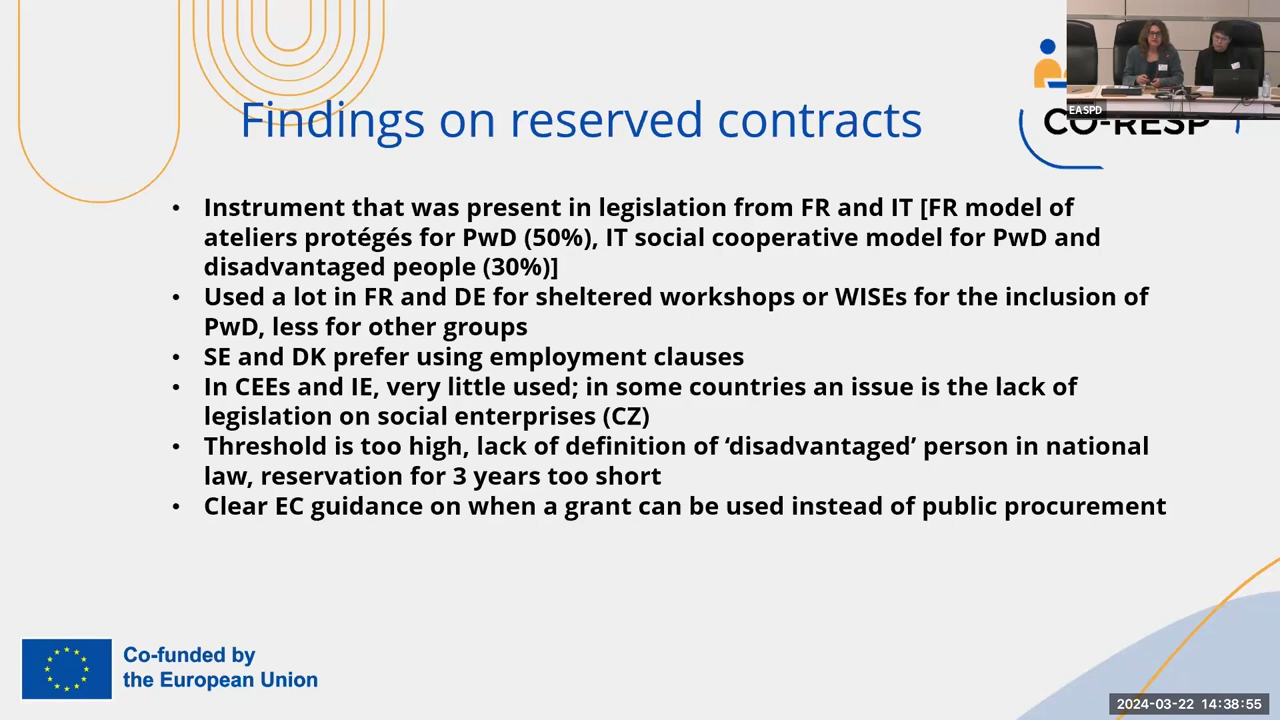 EASPD
CO-RESP
Findings on reserved contracts
• Instrument that was present in legislation from FR and IT [FR model of
ateliers protégés for PwD (50%), IT social cooperative model for PwD and
disadvantaged people (30%)]
• Used a lot in FR and DE for sheltered workshops or WISEs for the inclusion of
PwD, less for other groups
• SE and DK prefer using employment clauses
• In CEEs and IE, very little used; in some countries an issue is the lack of
legislation on social enterprises (CZ)
• Threshold is too high, lack of definition of ‘disadvantaged’ person in national
law, reservation for 3 years too short
• Clear EC guidance on when a grant can be used instead of public procurement
Co-funded by
the European Union
2024-03-22 14:38:55